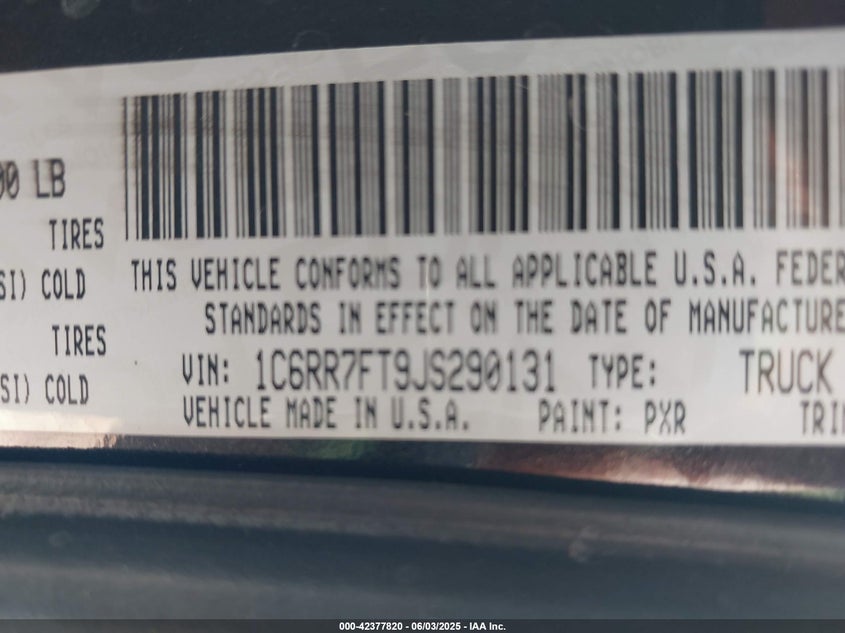 00 LB
TIRES
SI) COLD
TIRES
SI) COLD
THIS VEHICLE CONFORMS TO ALL APPLICABLE U.S.A. FEDER
STANDARDS IN EFFECT ON THE DATE OF MANUFACTURE
VIN: 1C6RR7FT9JS290131 TYPE: TRUCK
VEHICLE MADE IN U.S.A. PAINT: PXR TRI
000-42377820 - 06/03/2025 - IAA Inc.